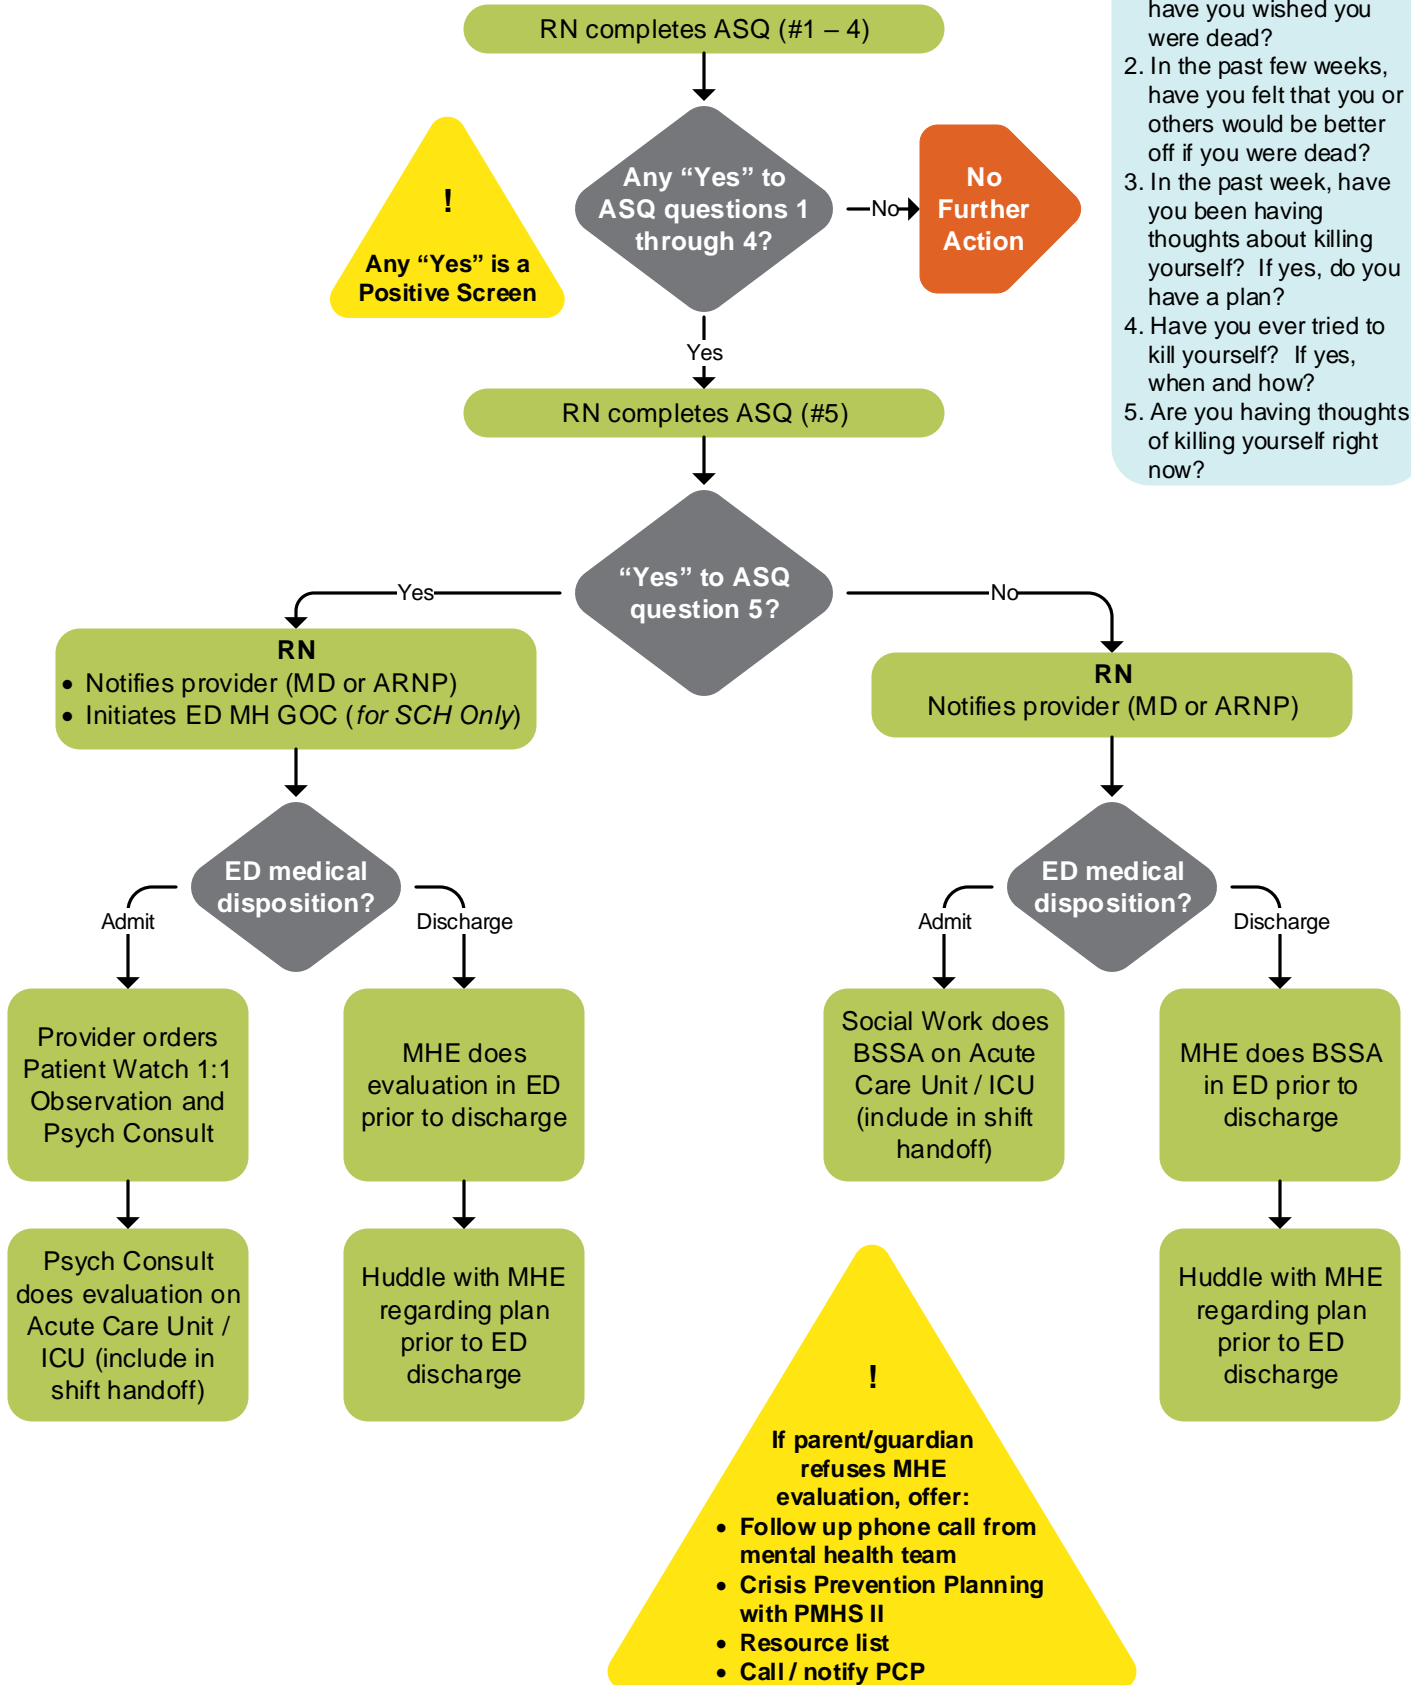 RN completes ASQ (#1 – 4)
have you wished you
were dead?
2. In the past few weeks,
have you felt that you or
others would be better
off if you were dead?
3. In the past week, have
you been having
thoughts about killing
yourself? If yes, do you
have a plan?
4. Have you ever tried to
kill yourself? If yes,
when and how?
5. Are you having thoughts
of killing yourself right
now?
!
Any “Yes” is a
Positive Screen
Any “Yes” to
ASQ questions 1
through 4?
No
No
Further
Action
Yes
RN completes ASQ (#5)
“Yes” to ASQ
question 5?
Yes
No
RN
• Notifies provider (MD or ARNP)
• Initiates ED MH GOC (for SCH Only)
RN
Notifies provider (MD or ARNP)
ED medical
disposition?
Admit
Discharge
ED medical
disposition?
Admit
Discharge
Provider orders
Patient Watch 1:1
Observation and
Psych Consult
MHE does
evaluation in ED
prior to discharge
Social Work does
BSSA on Acute
Care Unit / ICU
(include in shift
handoff)
MHE does BSSA
in ED prior to
discharge
Psych Consult
does evaluation on
Acute Care Unit /
ICU (include in
shift handoff)
Huddle with MHE
regarding plan
prior to ED
discharge
Huddle with MHE
regarding plan
prior to ED
discharge
!
If parent/guardian
refuses MHE
evaluation, offer:
• Follow up phone call from
mental health team
• Crisis Prevention Planning
with PMHS II
• Resource list
• Call / notify PCP